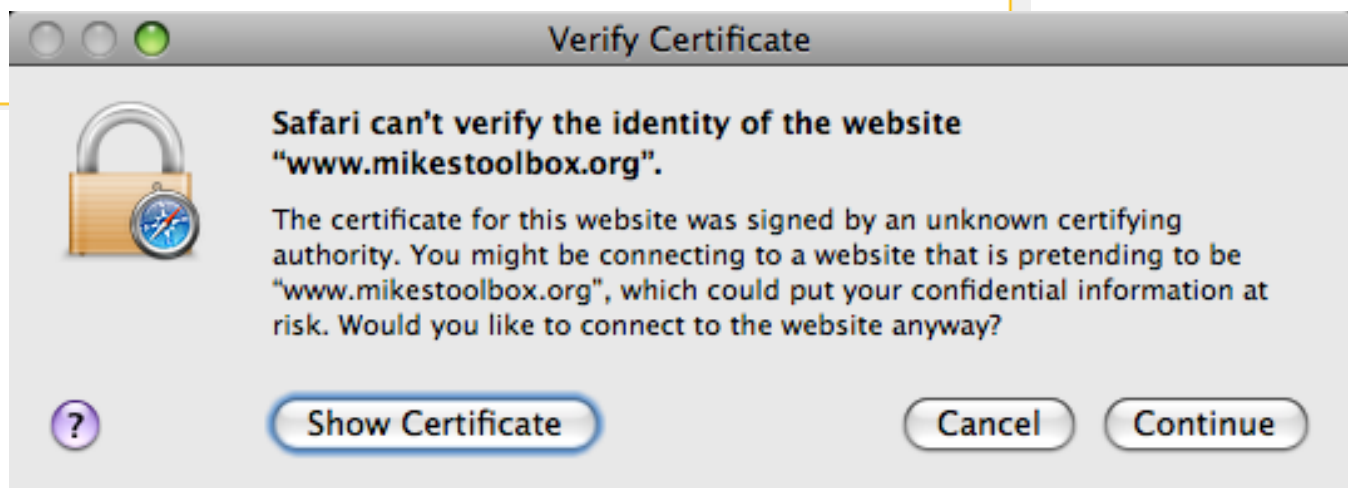 Verify Certificate
Safari can't verify the identity of the website
“www.mikestoolbox.org”.
The certificate for this website was signed by an unknown certifying
authority. You might be connecting to a website that is pretending to be
“www.mikestoolbox.org”, which could put your confidential information at
risk. Would you like to connect to the website anyway?
?
Show Certificate
Cancel
Continue